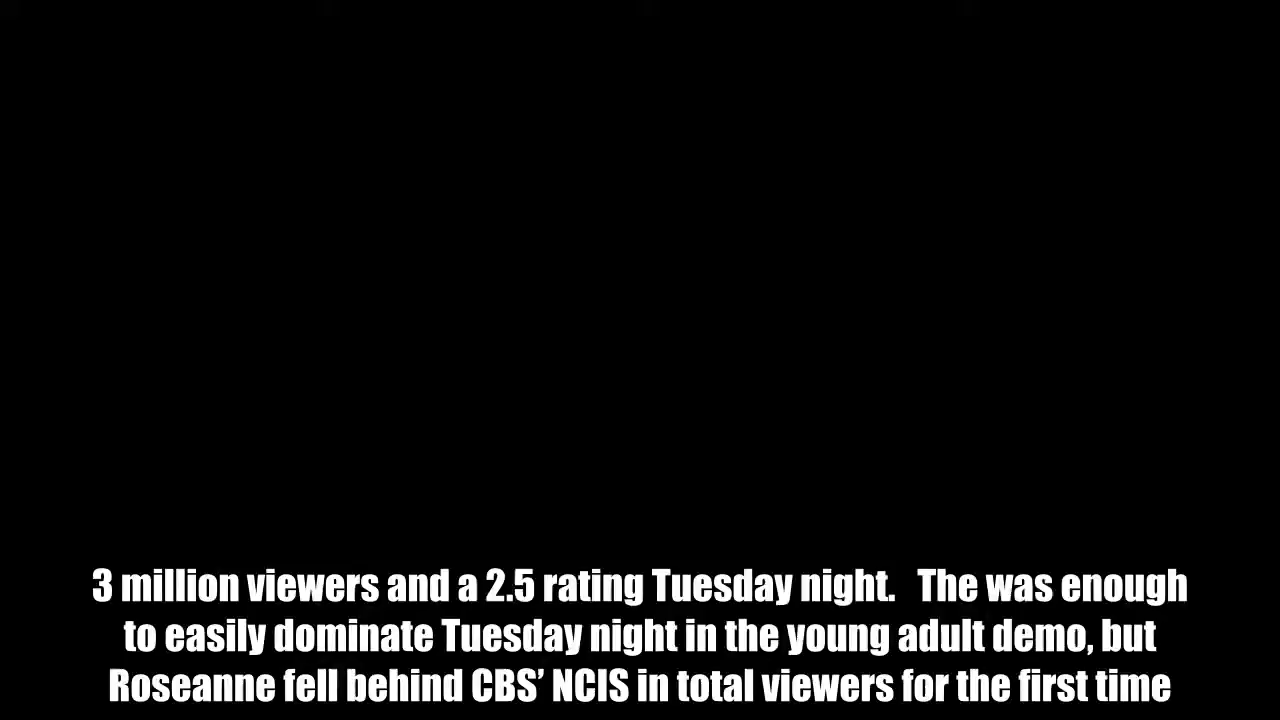 3 million viewers and a 2.5 rating Tuesday night.   The was enough
to easily dominate Tuesday night in the young adult demo, but
Roseanne fell behind CBS’ NCIS in total viewers for the first time